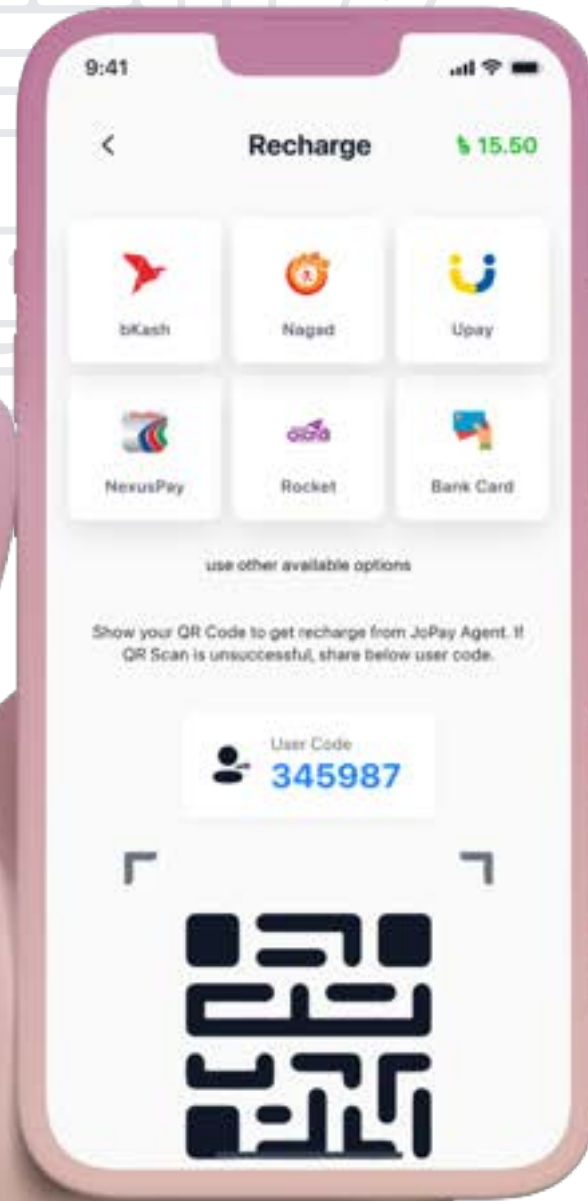 9:41
Recharge
৳ 15.50
bKash
Nagad
Upay
NexusPay
Rocket
Bank Card
use other available options
Show your QR Code to get recharge from JoPay Agent. If
QR Scan is unsuccessful, share below user code.
User Code
345987